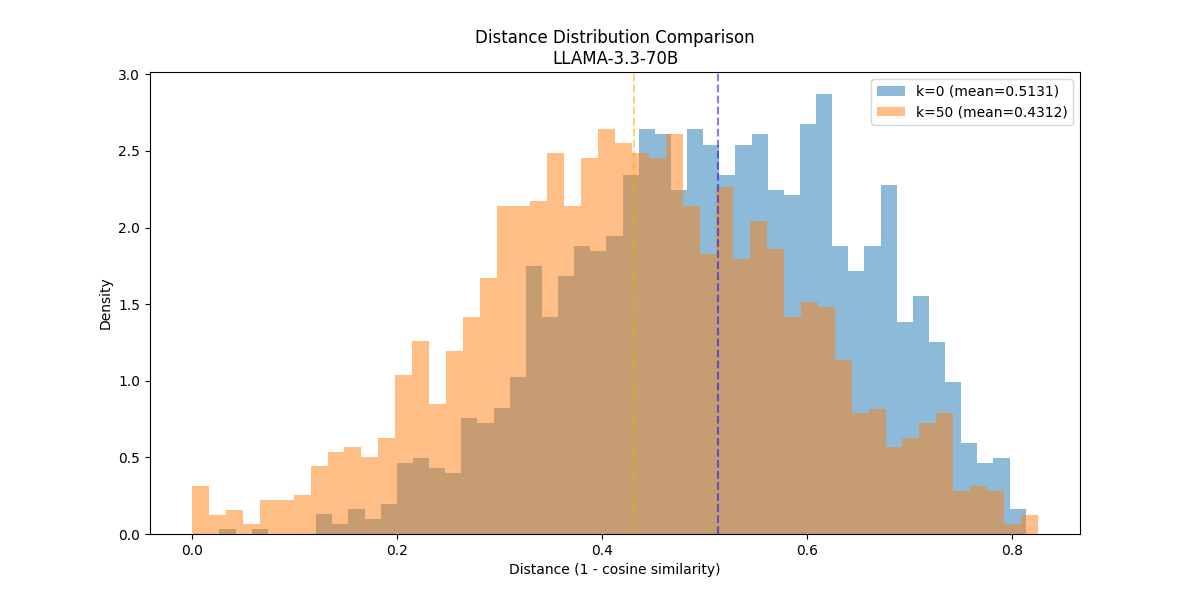 Distance Distribution Comparison
LLAMA-3.3-70B
k=0 (mean=0.5131)
k=50 (mean=0.4312)
3.0
2.5
2.0
1.5
1.0
0.5
0.0
Density
0.0 0.2 0.4 0.6 0.8
Distance (1 - cosine similarity)